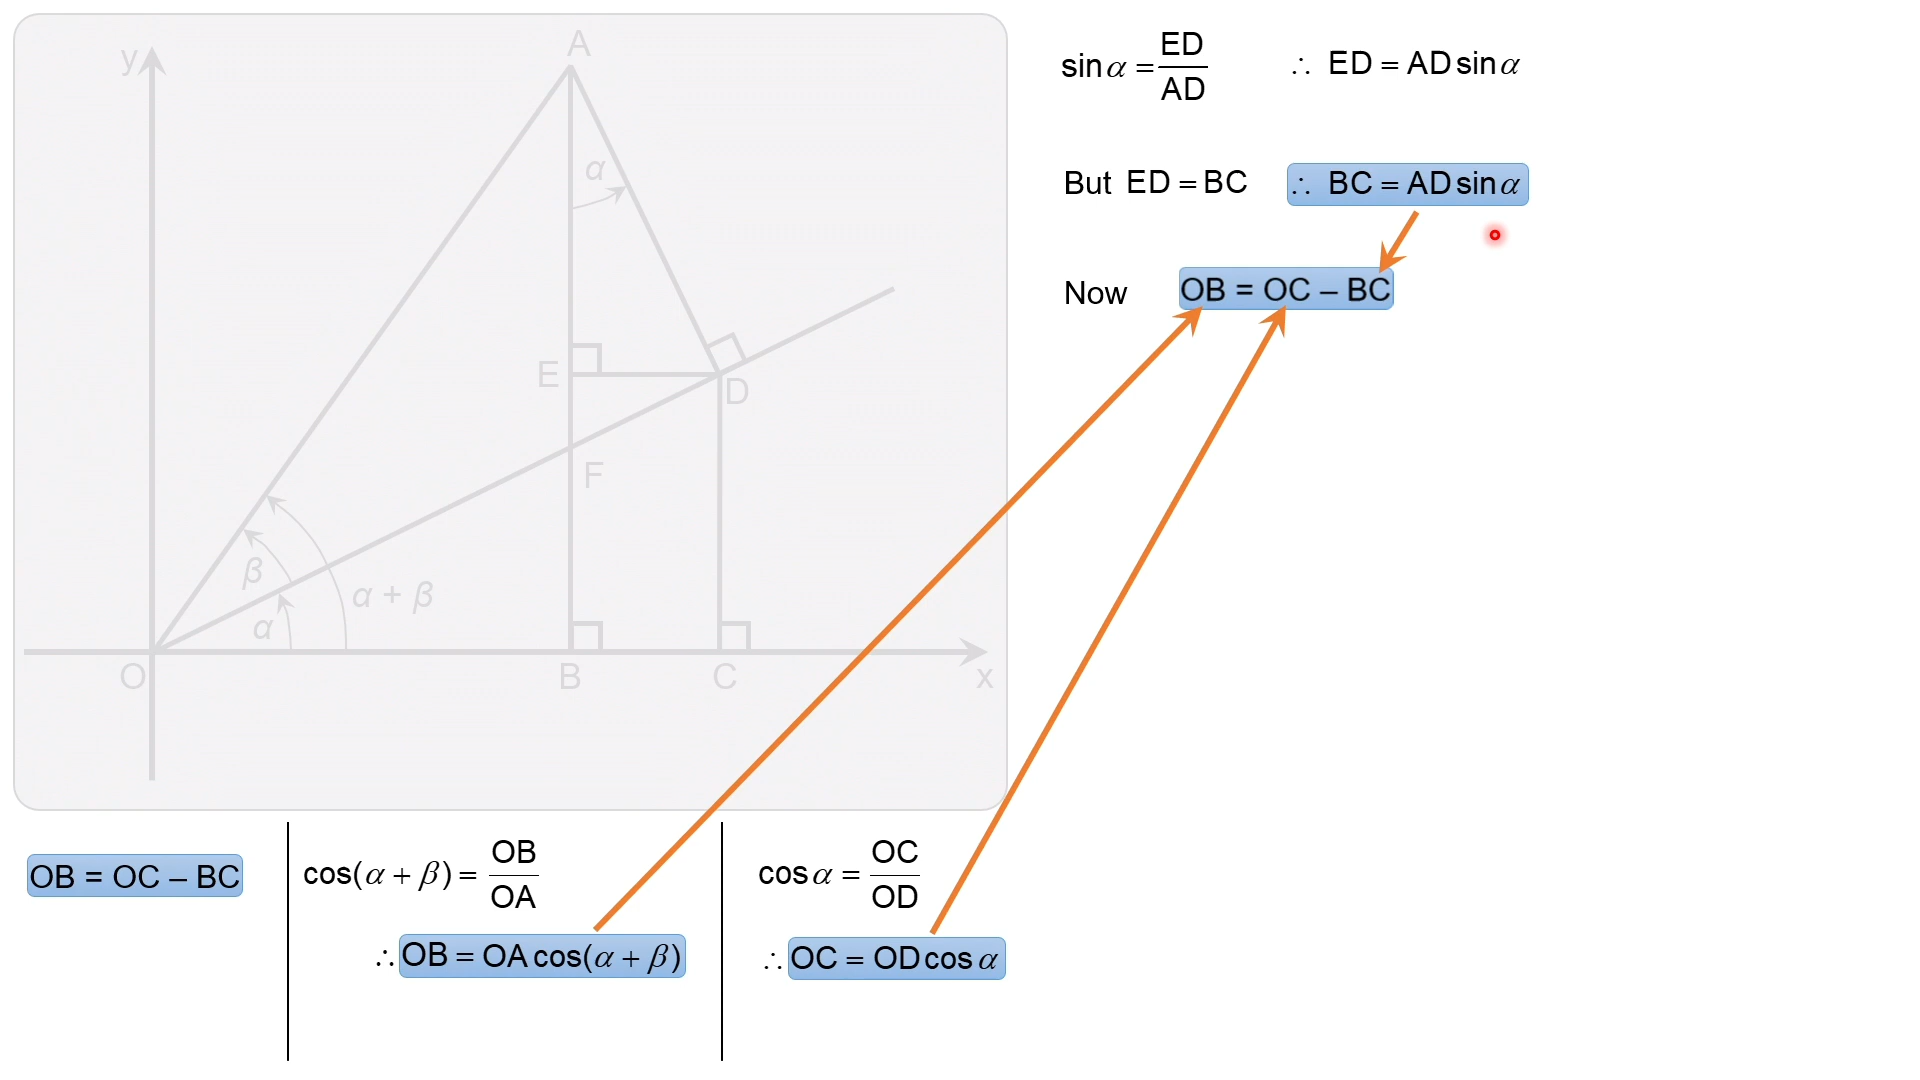 y
A
α
E
D
F
β
α + β
α
O
B
C
x
sin α = ED/AD
∴ ED = AD sin α
But ED = BC
∴ BC = AD sin α
Now OB = OC – BC
OB = OC – BC
cos(α + β) = OB/OA
∴ OB = OA cos(α + β)
cos α = OC/OD
∴ OC = OD cos α